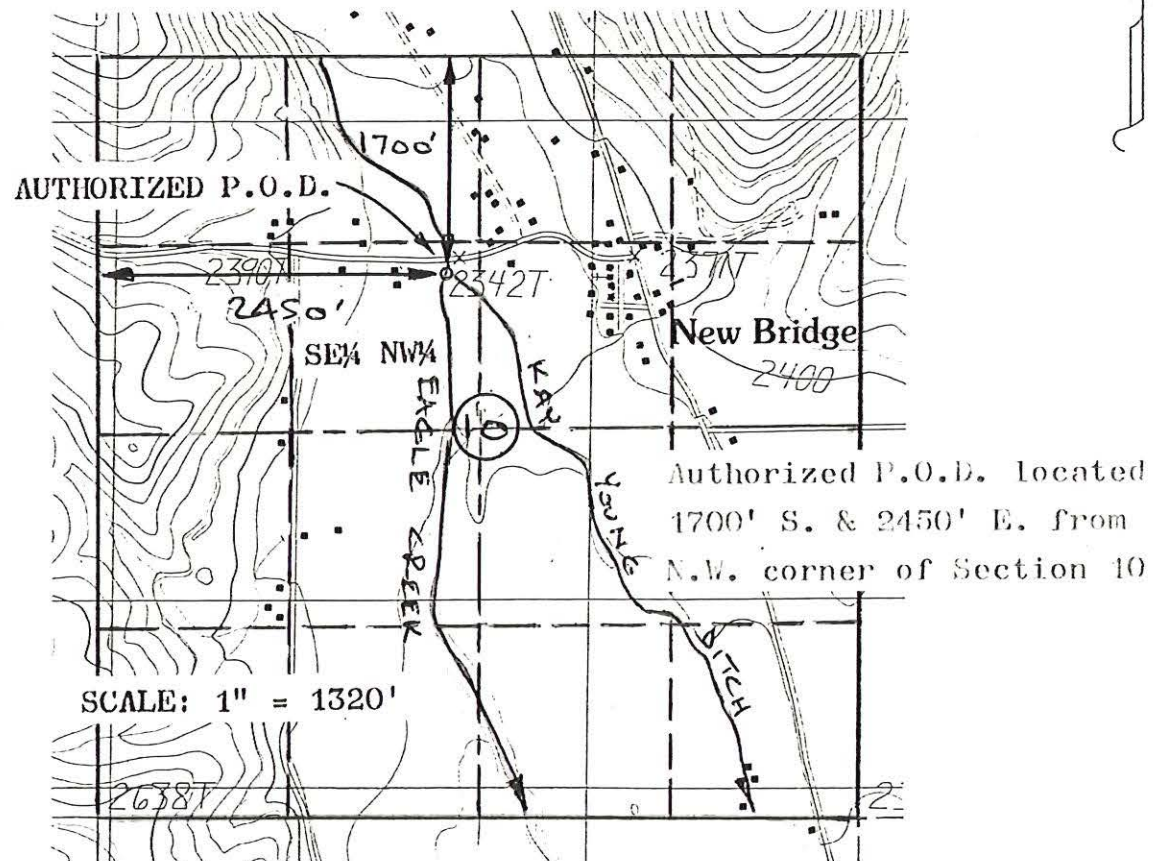 1700'
AUTHORIZED P.O.D.
2390T
2342T
2371T
2450'
New Bridge
SE¼ NW¼
2400
10
EAGLE CREEK
KAY YOUNG DITCH
Authorized P.O.D. located
1700' S. & 2450' E. from
N.W. corner of Section 10
SCALE: 1" = 1320'
2638T